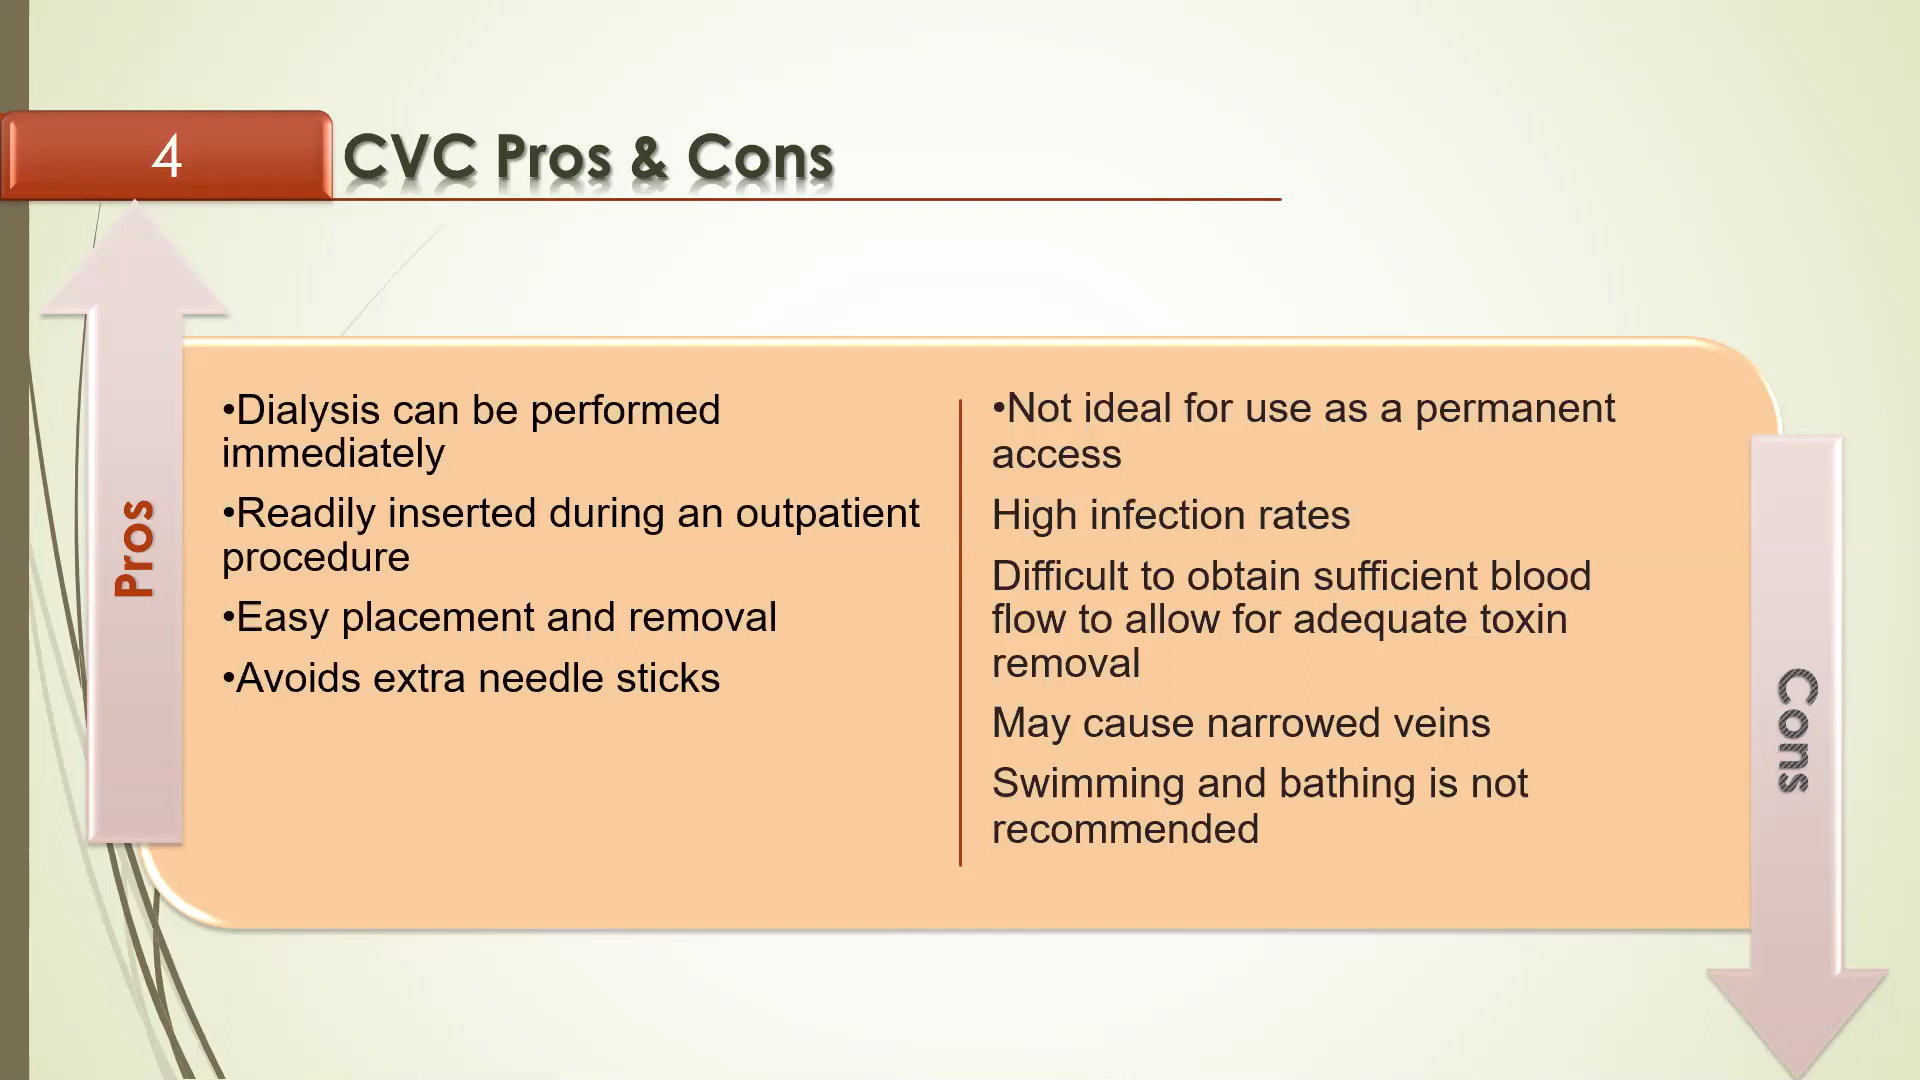 4
CVC Pros & Cons
Pros
•Dialysis can be performed
immediately
•Readily inserted during an outpatient
procedure
•Easy placement and removal
•Avoids extra needle sticks
•Not ideal for use as a permanent
access
High infection rates
Difficult to obtain sufficient blood
flow to allow for adequate toxin
removal
May cause narrowed veins
Swimming and bathing is not
recommended
Cons